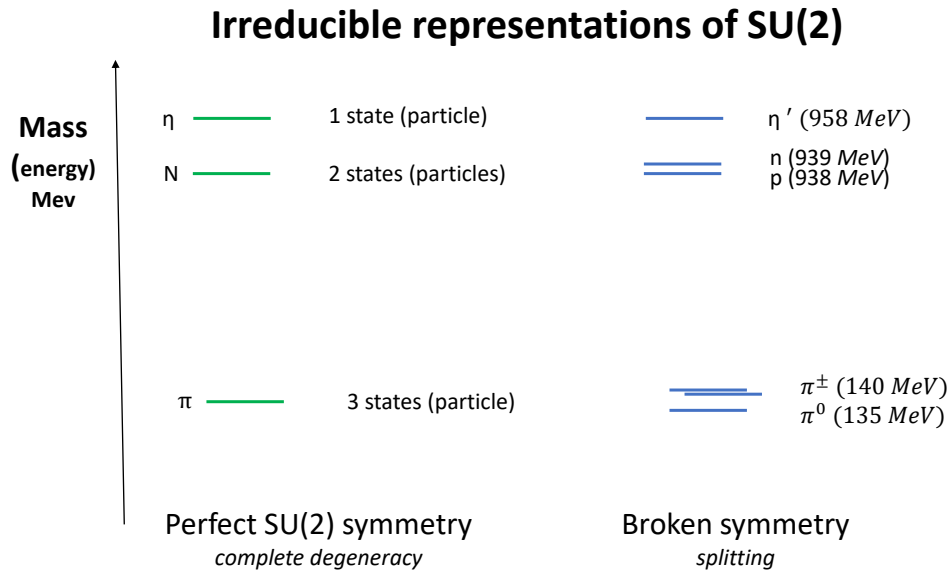 Irreducible representations of SU(2)
Mass
(energy)
Mev
η
1 state (particle)
η ′ (958 MeV)
N
2 states (particles)
n (939 MeV)
p (938 MeV)
π
3 states (particle)
π± (140 MeV)
π⁰ (135 MeV)
Perfect SU(2) symmetry
complete degeneracy
Broken symmetry
splitting